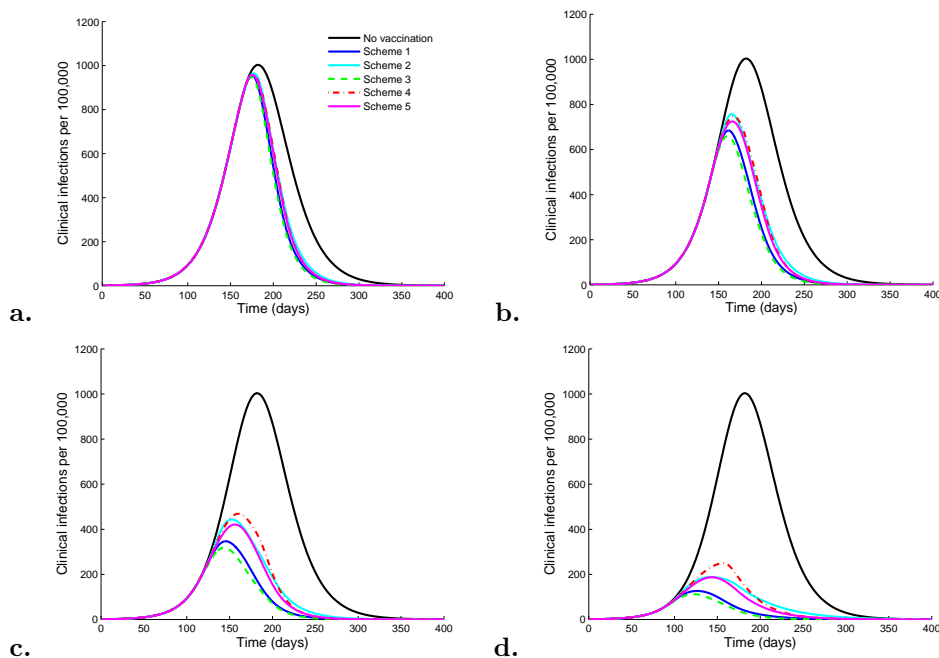 1200
1000
800
600
400
200
0
Clinical infections per 100,000
No vaccination
Scheme 1
Scheme 2
Scheme 3
Scheme 4
Scheme 5
0 50 100 150 200 250 300 350 400
Time (days)
a.
1200
1000
800
600
400
200
0
Clinical infections per 100,000
0 50 100 150 200 250 300 350 400
Time (days)
b.
1200
1000
800
600
400
200
0
Clinical infections per 100,000
0 50 100 150 200 250 300 350 400
Time (days)
c.
1200
1000
800
600
400
200
0
Clinical infections per 100,000
0 50 100 150 200 250 300 350 400
Time (days)
d.